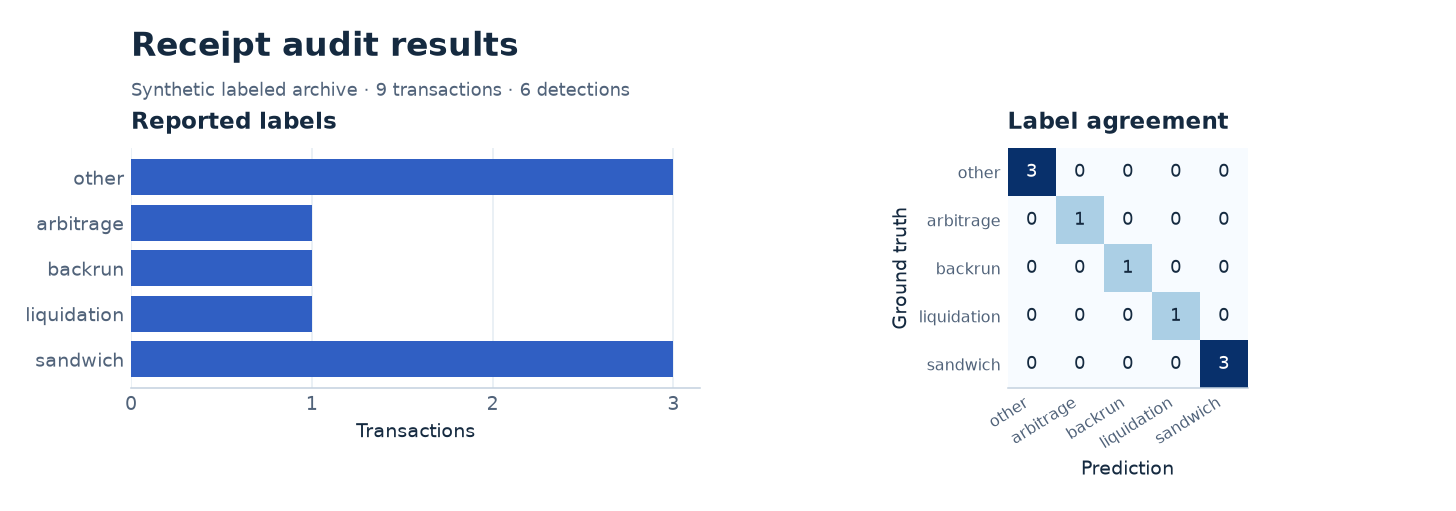 Receipt audit results
Synthetic labeled archive · 9 transactions · 6 detections
Reported labels
other
arbitrage
backrun
liquidation
sandwich
0 1 2 3
Transactions
Label agreement
Ground truth
other 3 0 0 0 0
arbitrage 0 1 0 0 0
backrun 0 0 1 0 0
liquidation 0 0 0 1 0
sandwich 0 0 0 0 3
other arbitrage backrun liquidation sandwich
Prediction